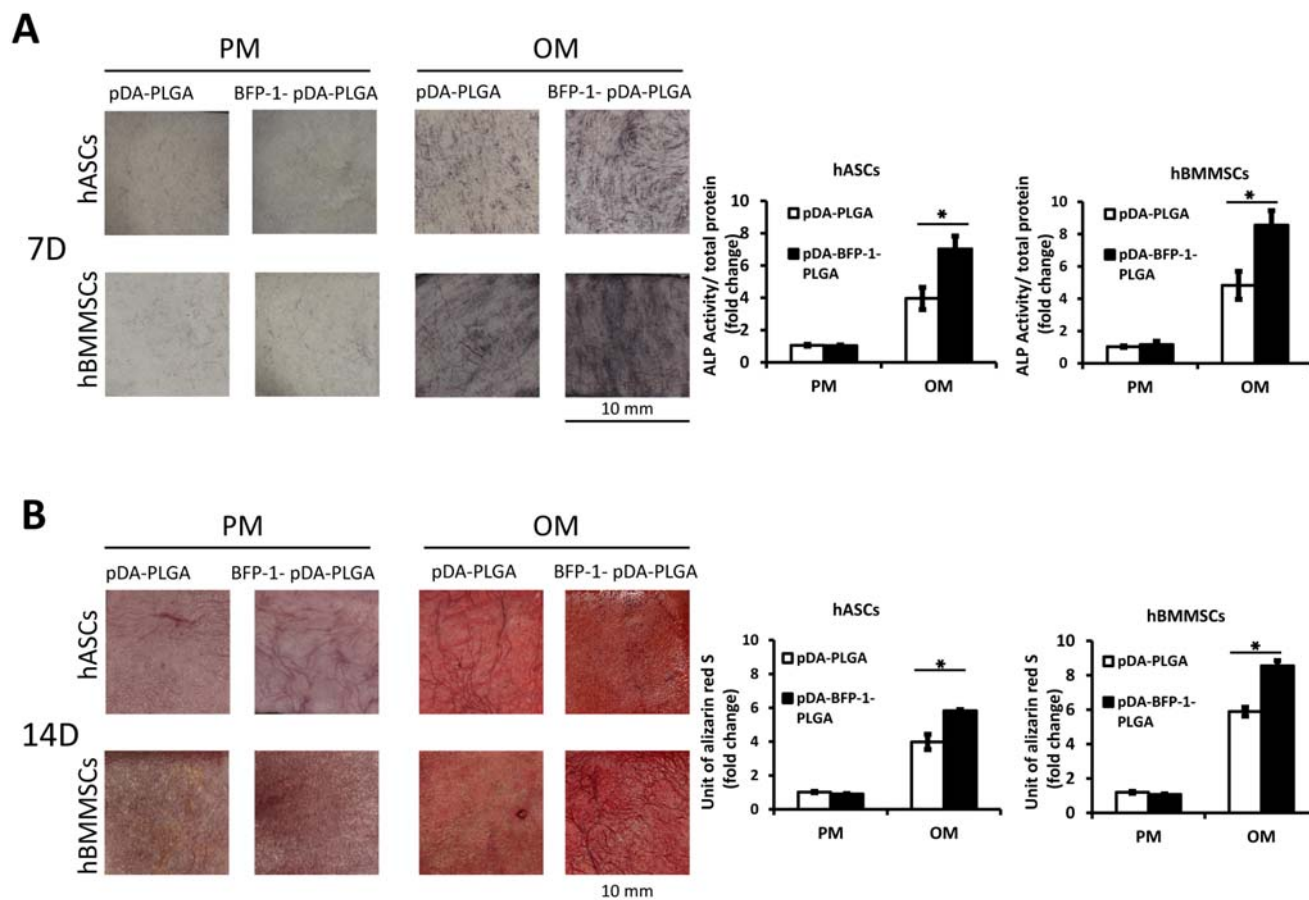 A
PM
OM
pDA-PLGA
BFP-1- pDA-PLGA
pDA-PLGA
BFP-1- pDA-PLGA
hASCs
7D
hBMMSCs
10 mm
hASCs
ALP Activity/ total protein
(fold change)
10
8
6
4
2
0
pDA-PLGA
pDA-BFP-1-
PLGA
*
PM
OM
hBMMSCs
ALP Activity/ total protein
(fold change)
10
8
6
4
2
0
pDA-PLGA
pDA-BFP-1-
PLGA
*
PM
OM
B
PM
OM
pDA-PLGA
BFP-1- pDA-PLGA
pDA-PLGA
BFP-1- pDA-PLGA
hASCs
14D
hBMMSCs
10 mm
hASCs
Unit of alizarin red S
(fold change)
10
8
6
4
2
0
pDA-PLGA
pDA-BFP-1-
PLGA
*
PM
OM
hBMMSCs
Unit of alizarin red S
(fold change)
10
8
6
4
2
0
pDA-PLGA
pDA-BFP-1-
PLGA
*
PM
OM